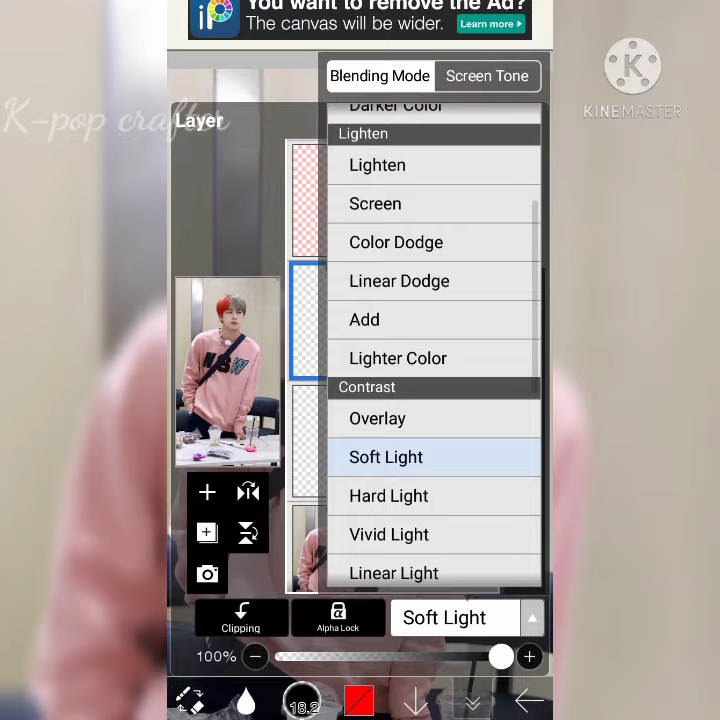 You want to remove the Ad?
The canvas will be wider.
Learn more >
Blending Mode
Screen Tone
K
KINEMASTER
K-pop crafter
Layer
Darker Color
Lighten
Lighten
Screen
Color Dodge
Linear Dodge
Add
Lighter Color
Contrast
Overlay
Soft Light
Hard Light
Vivid Light
Linear Light
Clipping
α
Alpha Lock
Soft Light
100%
18.2